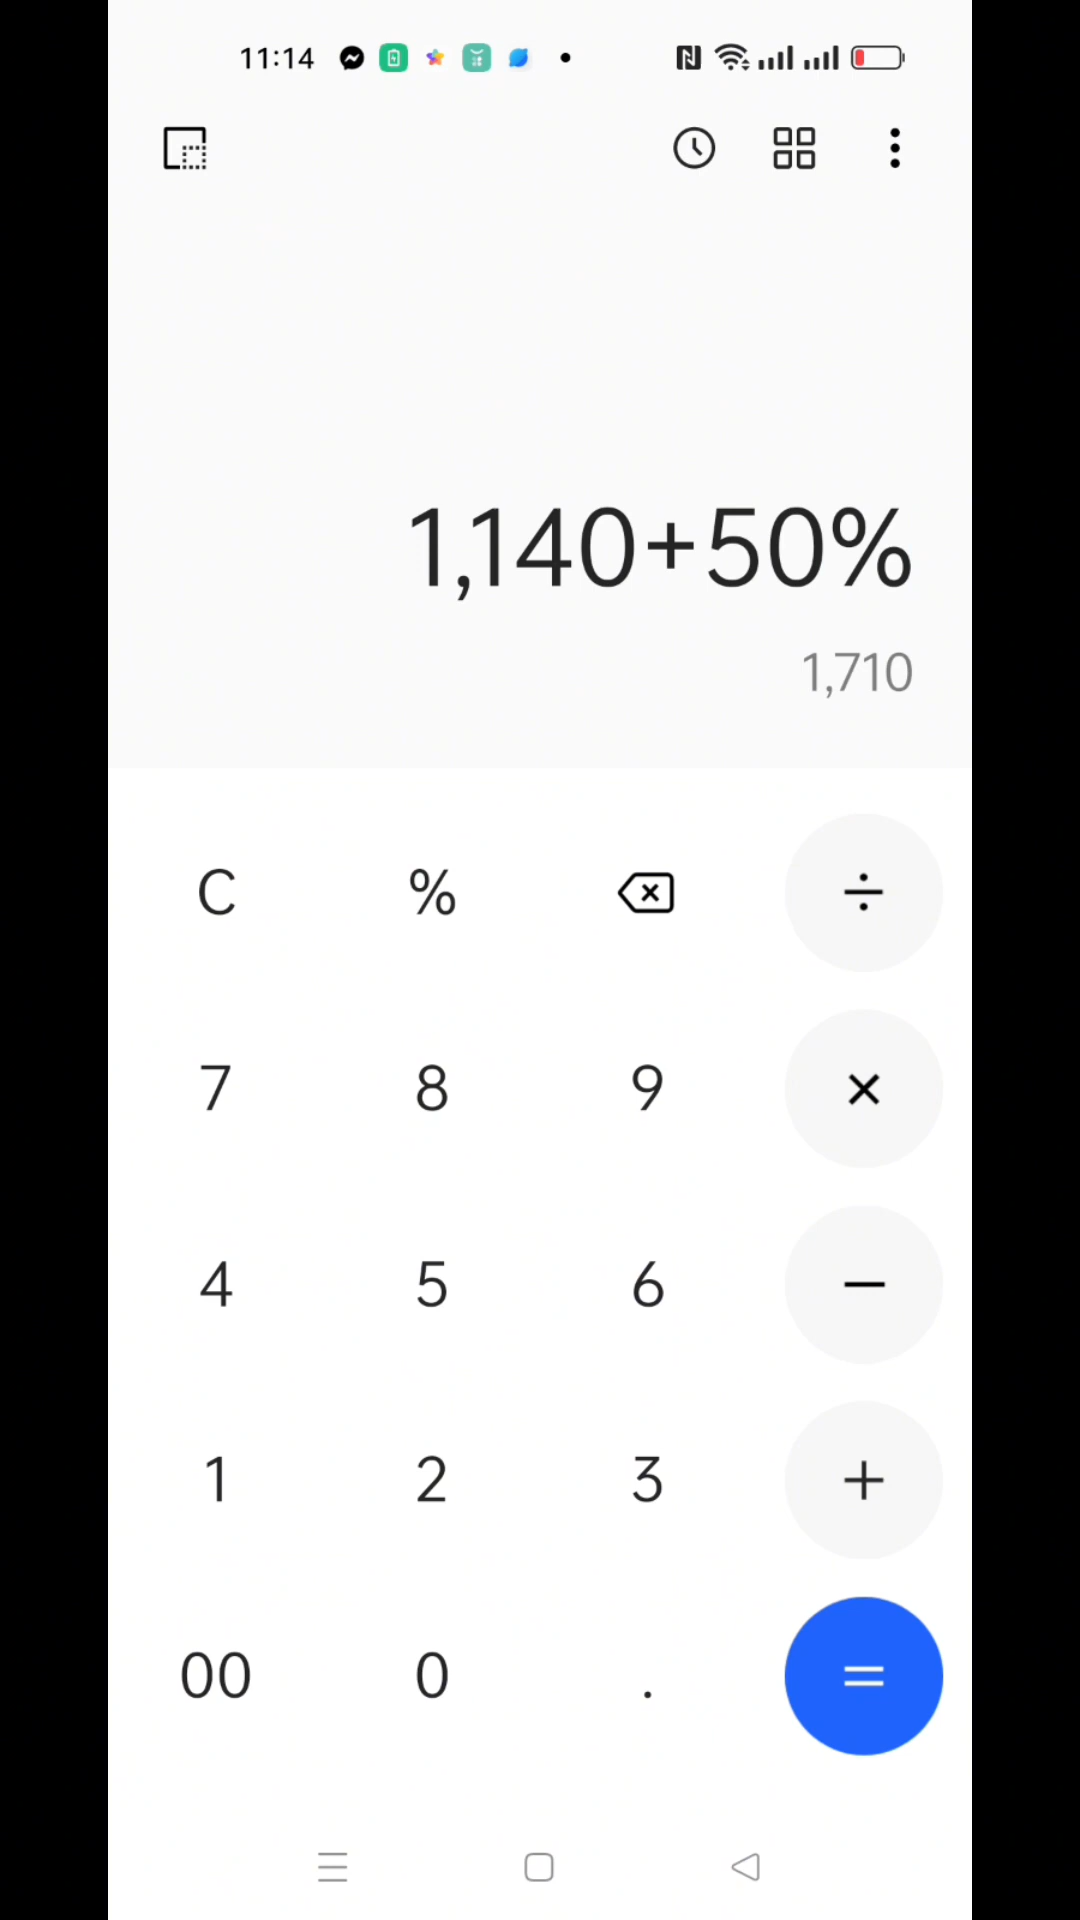 11:14
1,140+50%
1,710
C % ÷
7 8 9 ×
4 5 6 −
1 2 3 +
00 0 . =